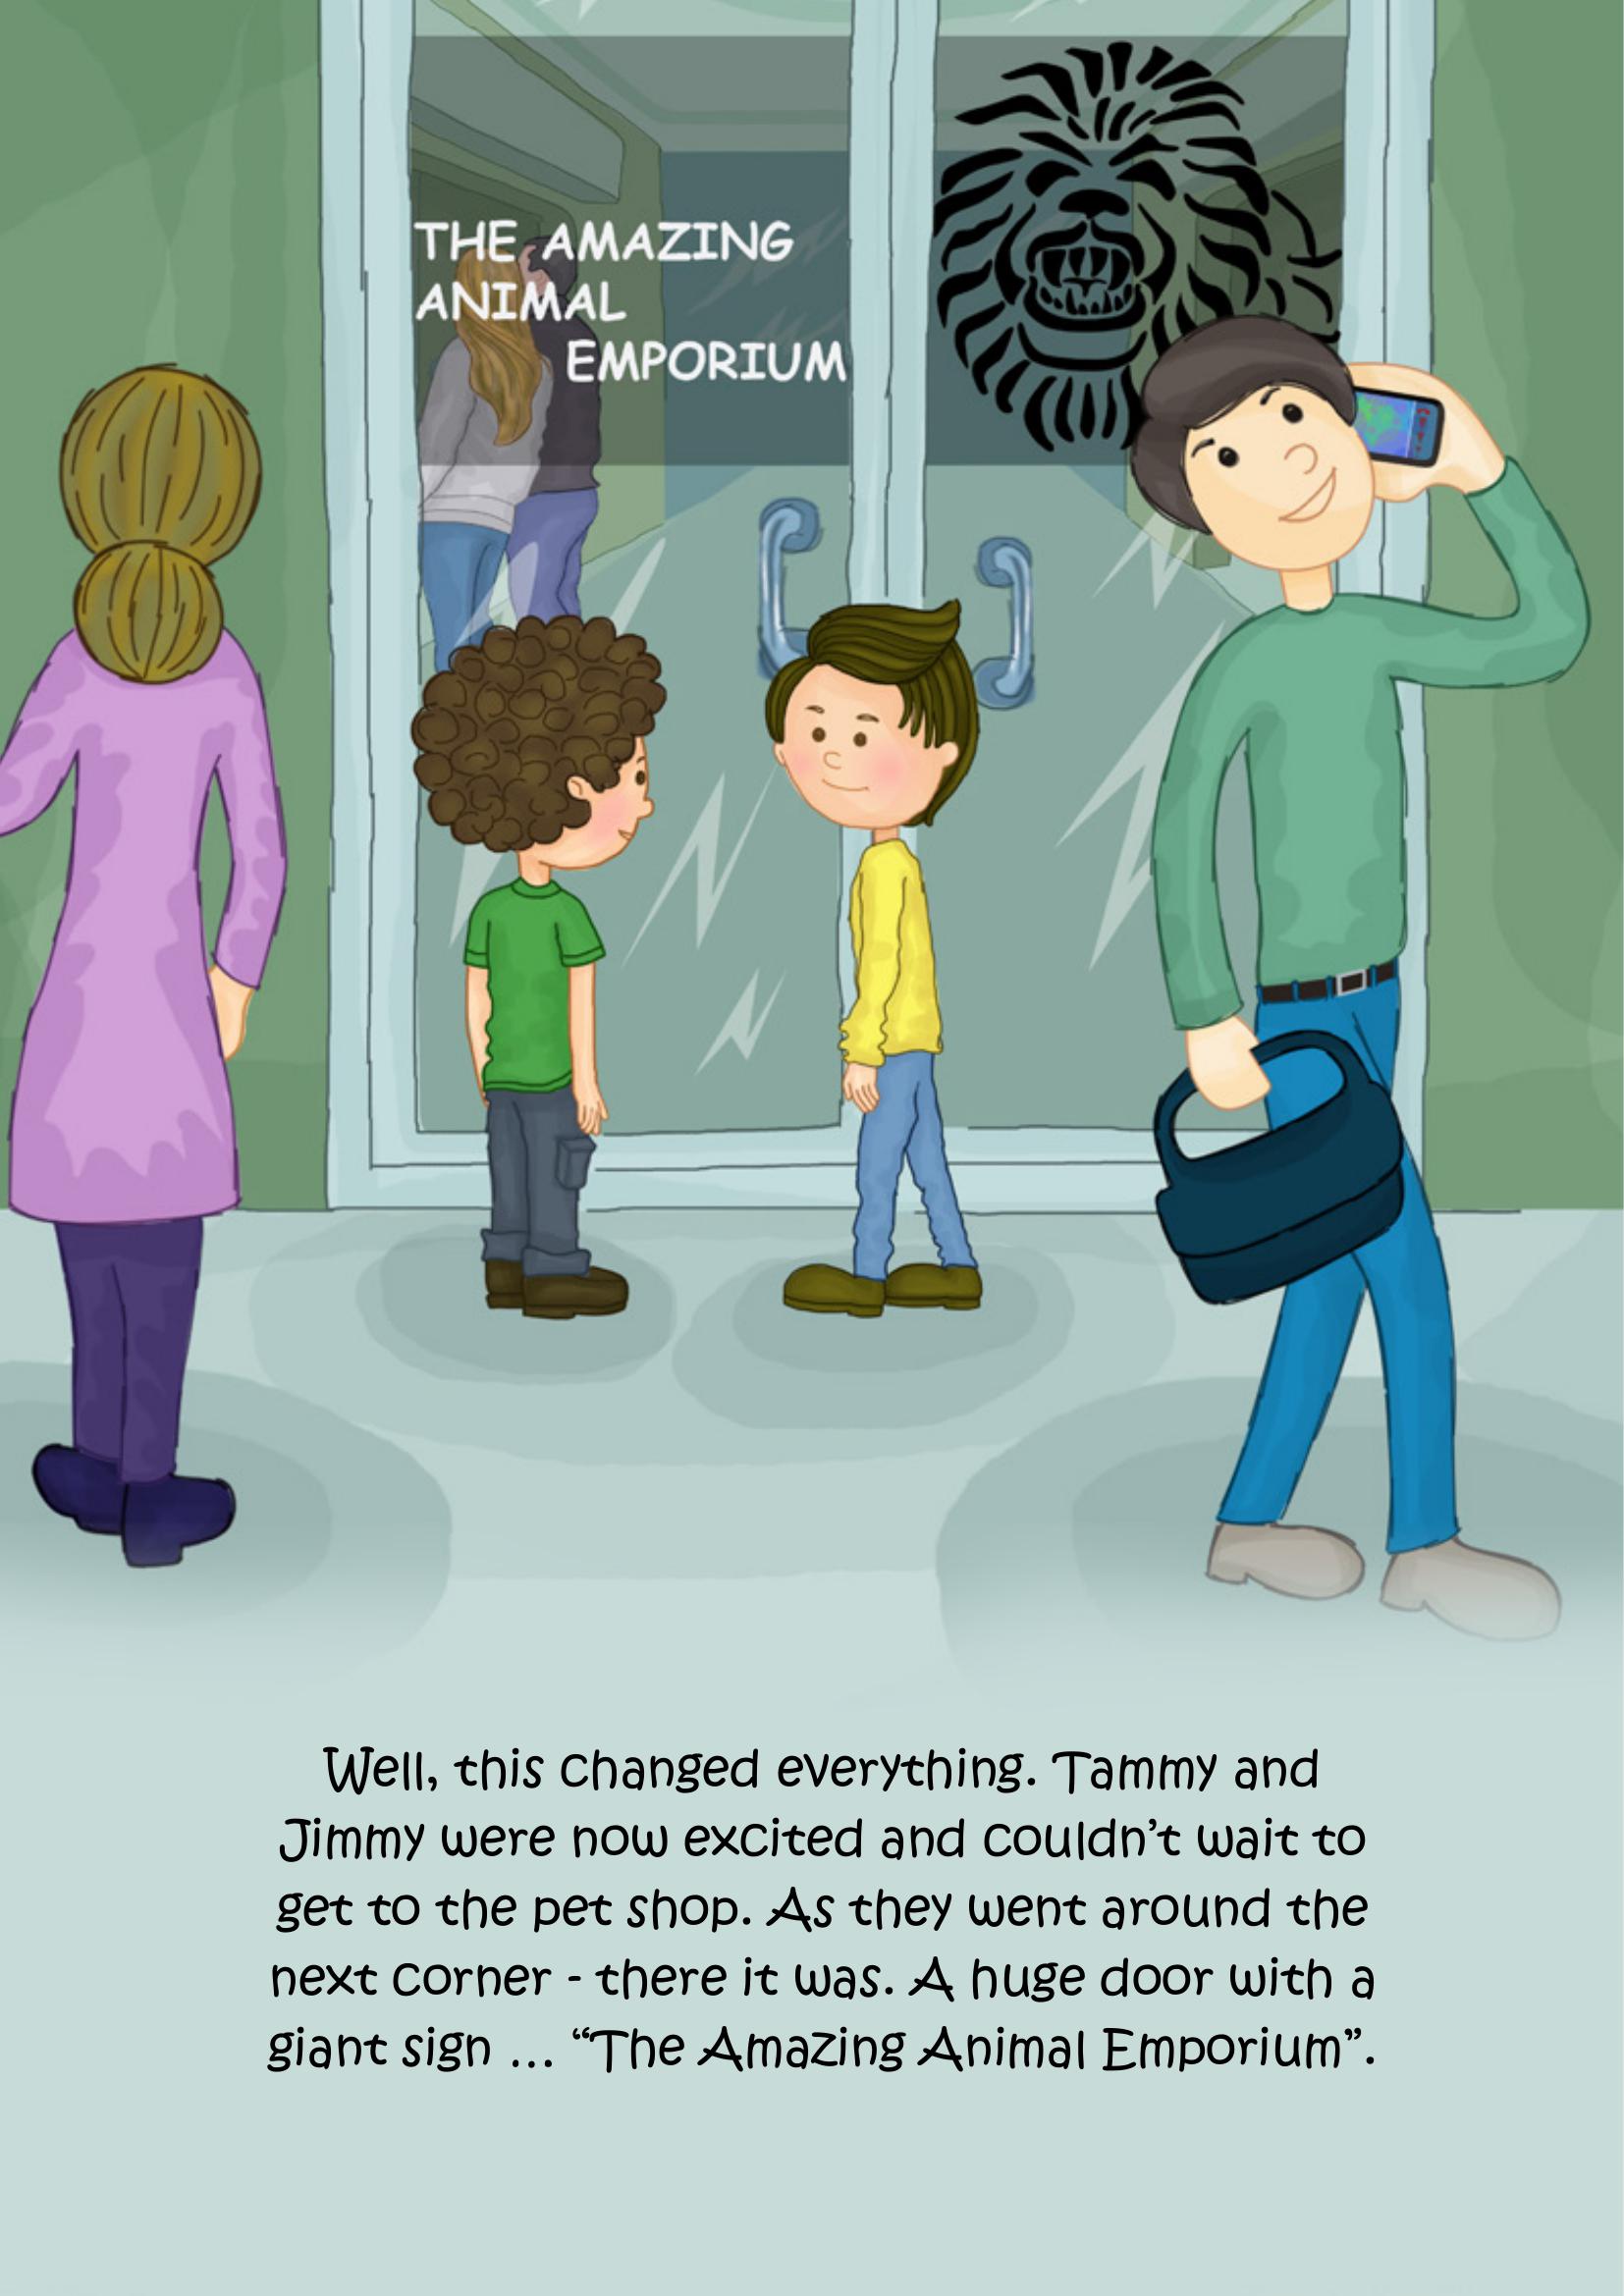 THE AMAZING
ANIMAL
EMPORIUM
Well, this changed everything. Tammy and
Jimmy were now excited and couldn’t wait to
get to the pet shop. As they went around the
next corner - there it was. A huge door with a
giant sign ... “The Amazing Animal Emporium”.